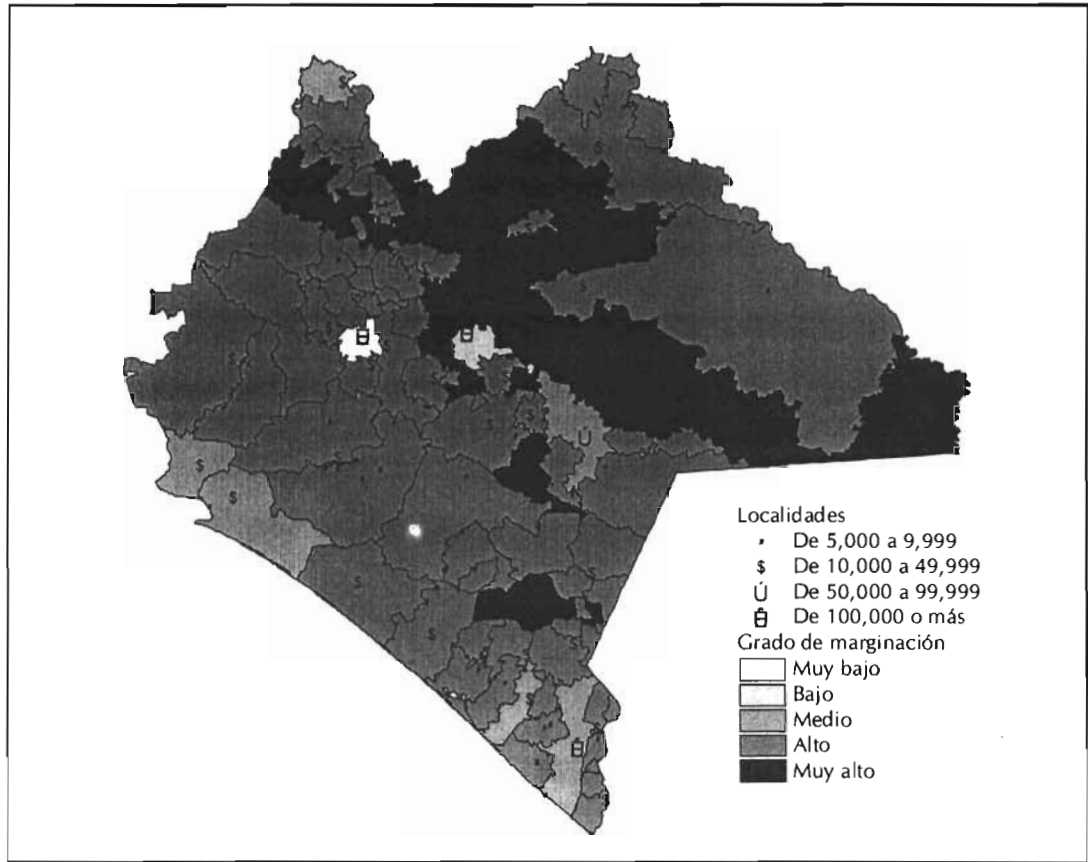 Localidades
De 5,000 a 9,999
$ De 10,000 a 49,999
Ú De 50,000 a 99,999
De 100,000 o más
Grado de marginación
Muy bajo
Bajo
Medio
Alto
Muy alto